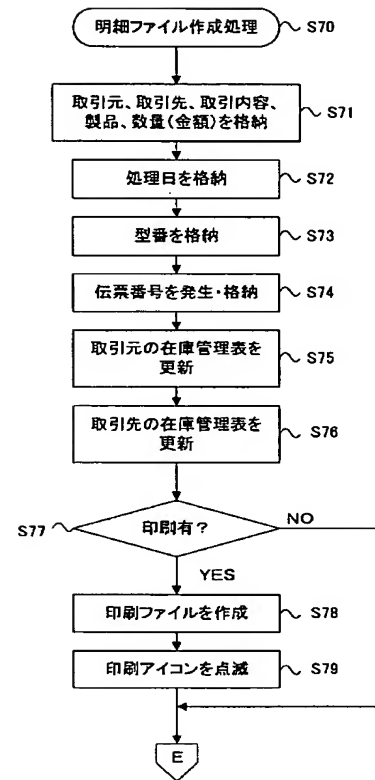 明細ファイル作成処理
S70
取引元、取引先、取引内容、
製品、数量(金額)を格納
S71
処理日を格納
S72
型番を格納
S73
伝票番号を発生・格納
S74
取引元の在庫管理表を
更新
S75
取引先の在庫管理表を
更新
S76
S77
印刷有?
NO
YES
印刷ファイルを作成
S78
印刷アイコンを点滅
S79
E